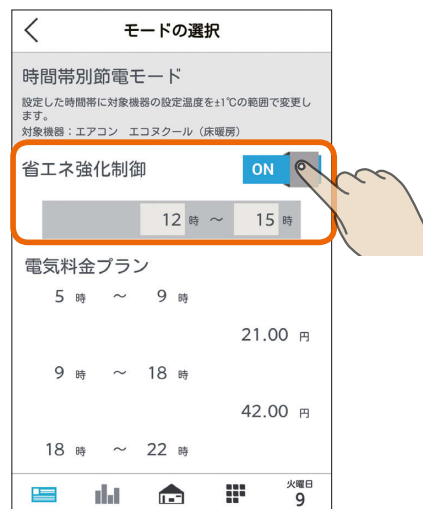 モードの選択
時間帯別節電モード
設定した時間帯に対象機器の設定温度を±1℃の範囲で変更し
ます。
対象機器：エアコン　エコヌクール（床暖房）
省エネ強化制御　ON
12 時 ～ 15 時
電気料金プラン
5 時 ～ 9 時
21.00 円
9 時 ～ 18 時
42.00 円
18 時 ～ 22 時
火曜日
9